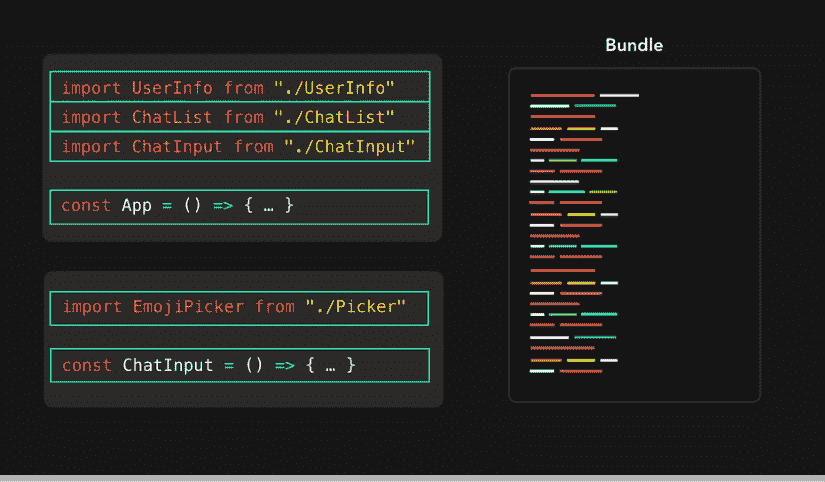 Bundle
import UserInfo from "./UserInfo"
import ChatList from "./ChatList"
import ChatInput from "./ChatInput"
const App = () => { … }
import EmojiPicker from "./Picker"
const ChatInput = () => { … }